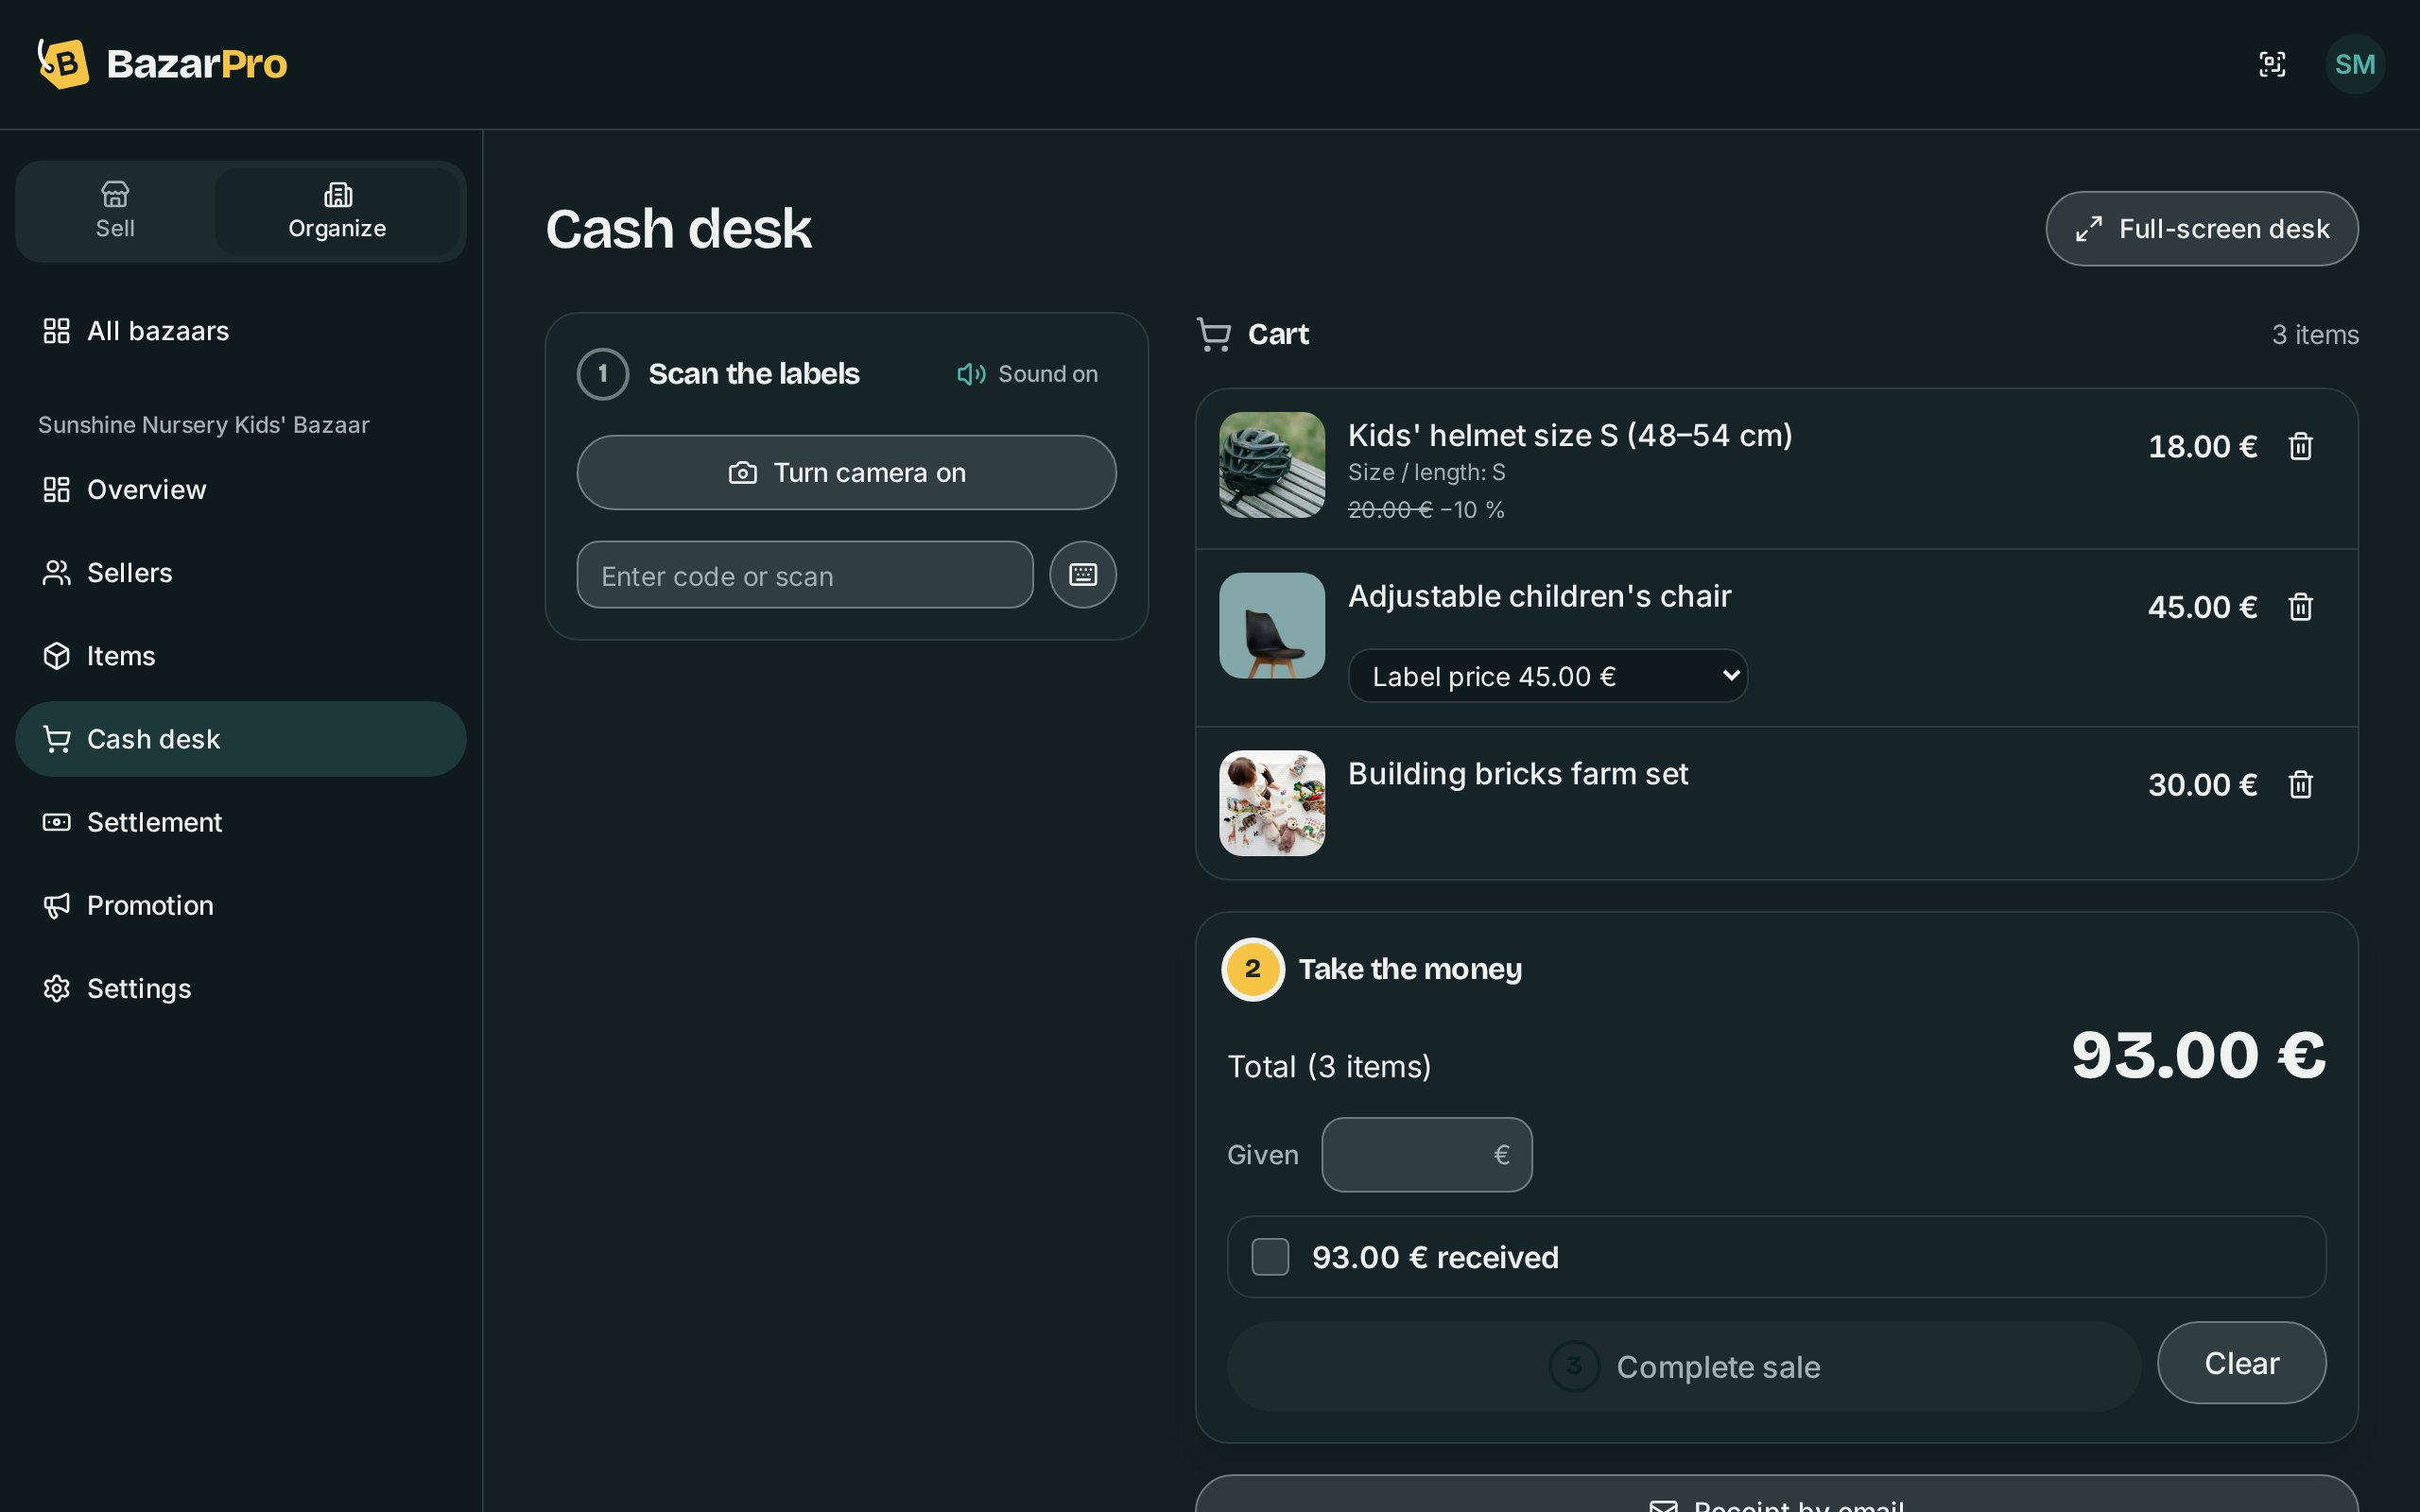 B BazarPro
SM
Sell
Organize
All bazaars
Sunshine Nursery Kids' Bazaar
Overview
Sellers
Items
Cash desk
Settlement
Promotion
Settings
Cash desk
Full-screen desk
1 Scan the labels
Sound on
Turn camera on
Enter code or scan
Cart
3 items
Kids' helmet size S (48–54 cm)
18.00 €
Size / length: S
20.00 € −10 %
Adjustable children's chair
45.00 €
Label price 45.00 €
Building bricks farm set
30.00 €
2 Take the money
Total (3 items)
93.00 €
Given
€
93.00 € received
3 Complete sale
Clear
Receipt by email